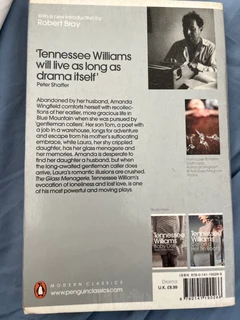 With a new introduction by
Robert Bray
'Tennessee Williams
will live as long as
drama itself'
Peter Shaffer
Abandoned by her husband, Amanda
Wingfield comforts herself with recollections
of her earlier, more gracious life in
Blue Mountain when she was pursued by
'gentleman callers'. Her son Tom, a poet with
a job in a warehouse, longs for adventure
and escape from his mother's suffocating
embrace, while Laura, her shy crippled
daughter, has her glass menagerie and
her memories. Amanda is desperate to
find her daughter a husband, but when
the long-awaited gentleman caller does
arrive, Laura's romantic illusions are crushed.
The Glass Menagerie, Tennessee Williams's
evocation of loneliness and lost love, is one
of his most powerful and moving plays.
Tennessee
Williams
Baby Doll
Tennessee
Williams
PENGUIN
MODERN CLASSICS
www.penguinclassics.com
Drama
U.K. £8.99